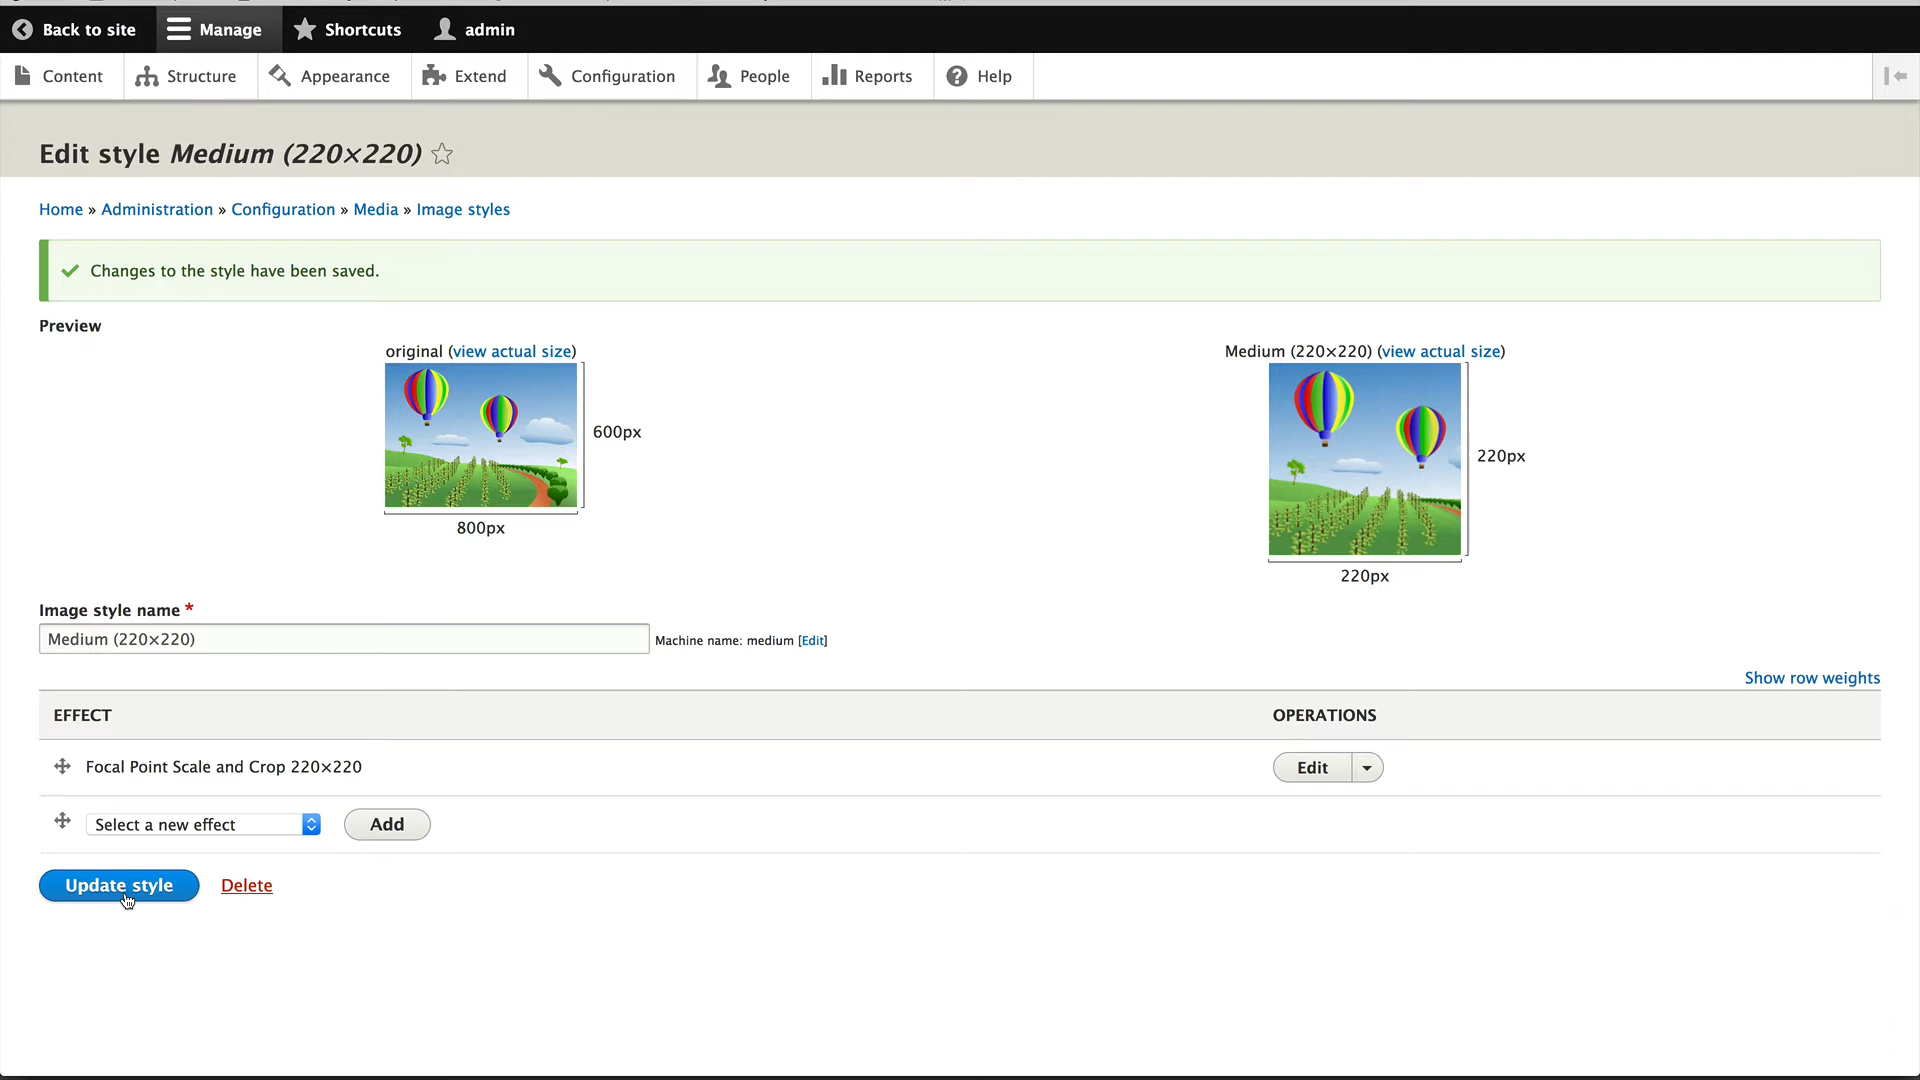 Back to site Manage Shortcuts admin
Content Structure Appearance Extend Configuration People Reports Help
Edit style Medium (220×220)
Home » Administration » Configuration » Media » Image styles
Changes to the style have been saved.
Preview
original (view actual size)
600px
800px
Medium (220×220) (view actual size)
220px
220px
Image style name *
Medium (220×220) Machine name: medium [Edit]
Show row weights
EFFECT OPERATIONS
Focal Point Scale and Crop 220×220 Edit
Select a new effect Add
Update style Delete